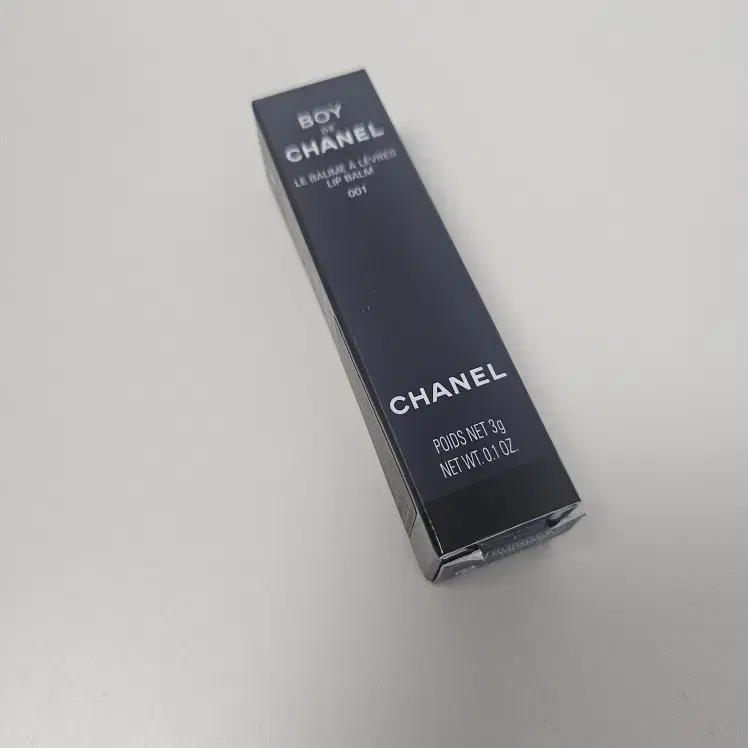 BOY
DE
CHANEL
LE BAUME À LÈVRES
LIP BALM
001
CHANEL
POIDS NET 3g
NET WT. 0.1 OZ.